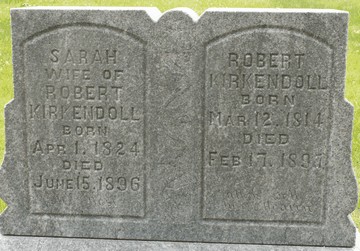 SARAH
WIFE OF
ROBERT
KIRKENDOLL
BORN
APR. 1. 1824
DIED
JUNE 15, 1896
ROBERT
KIRKENDOLL
BORN
MAR 12. 1814
DIED
FEB 17. 1897